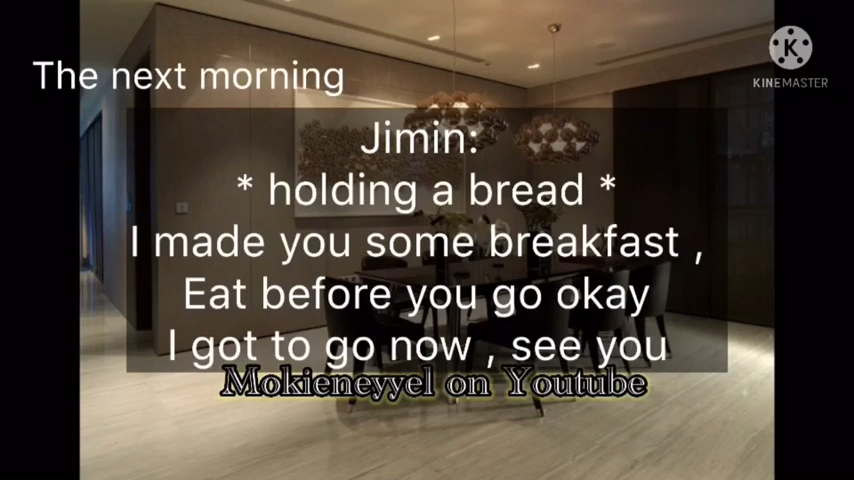 The next morning
K
KINEMASTER
Jimin:
* holding a bread *
I made you some breakfast ,
Eat before you go okay
I got to go now , see you
Mokieneyyel on Youtube